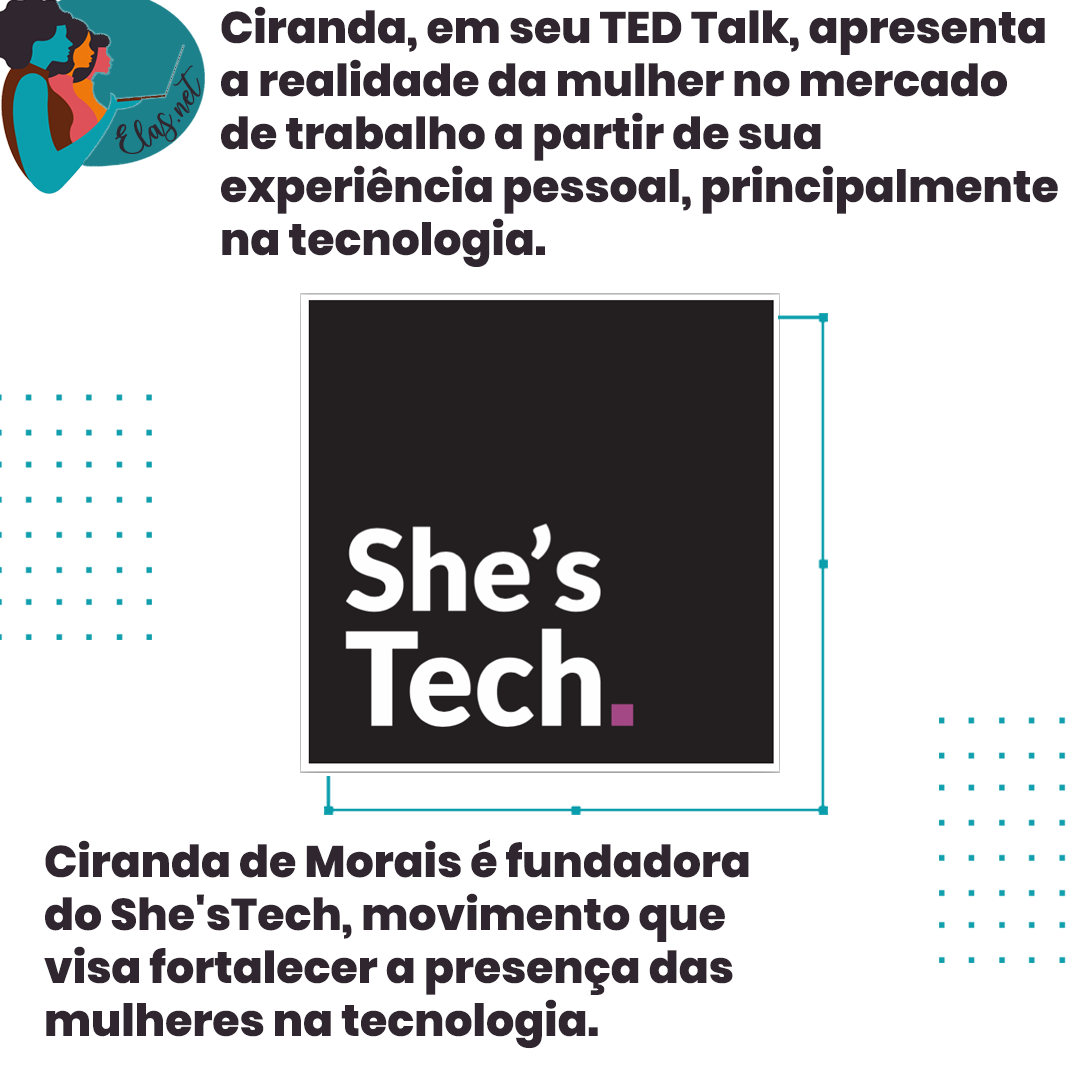 Ciranda, em seu TED Talk, apresenta
a realidade da mulher no mercado
de trabalho a partir de sua
experiência pessoal, principalmente
na tecnologia.
Elas.net
She's
Tech.
Ciranda de Morais é fundadora
do She'sTech, movimento que
visa fortalecer a presença das
mulheres na tecnologia.